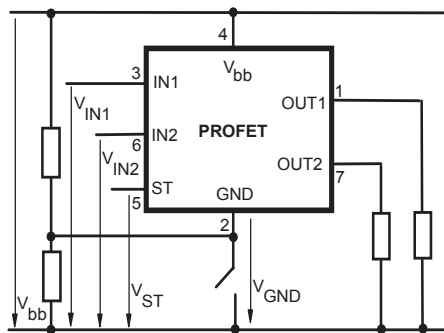 4
V bb
3
IN1
1
V IN1
OUT1
PROFET
IN2
6
V IN2
OUT2
7
ST
5
GND
2
V bb
V ST
V GND